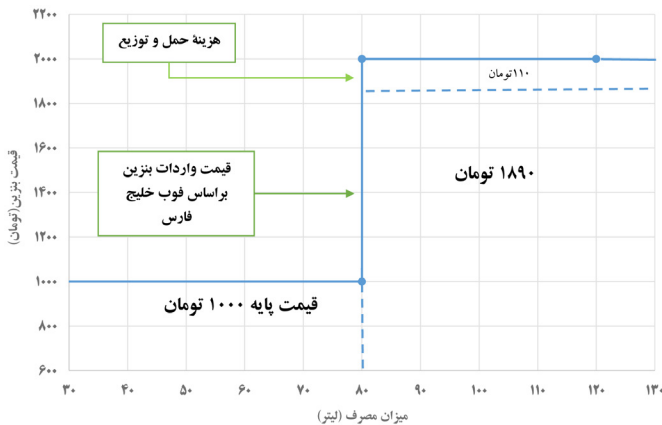 ۲۲۰۰
۲۰۰۰
۱۸۰۰
۱۶۰۰
۱۴۰۰
۱۲۰۰
۱۰۰۰
۸۰۰
۶۰۰
قیمت بنزین(تومان)
هزینهٔ حمل و توزیع
۱۱۰تومان
قیمت واردات بنزین
براساس فوب خلیج
فارس
۱۸۹۰ تومان
قیمت پایه ۱۰۰۰ تومان
۳۰ ۴۰ ۵۰ ۶۰ ۷۰ ۸۰ ۹۰ ۱۰۰ ۱۱۰ ۱۲۰ ۱۳۰
میزان مصرف (لیتر)